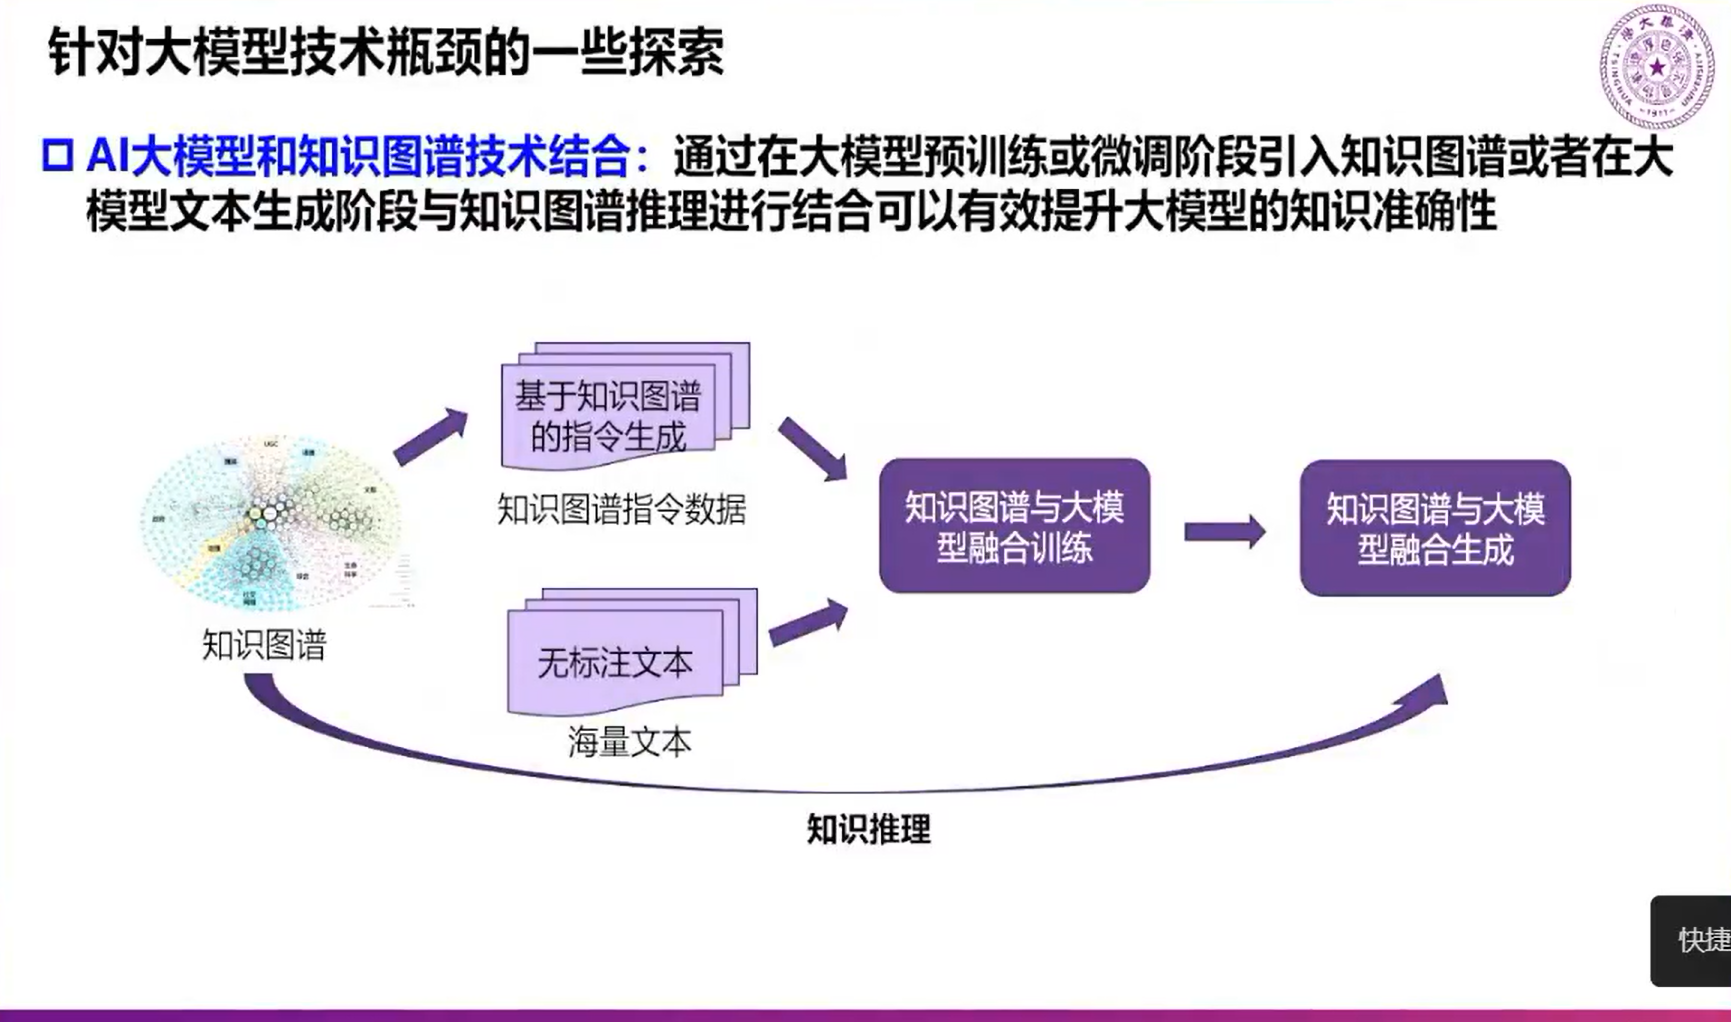 针对大模型技术瓶颈的一些探索
AI大模型和知识图谱技术结合：通过在大模型预训练或微调阶段引入知识图谱或者在大
模型文本生成阶段与知识图谱推理进行结合可以有效提升大模型的知识准确性
基于知识图谱
的指令生成
知识图谱指令数据
UGC
知识图谱
无标注文本
海量文本
知识图谱与大模
型融合训练
知识图谱与大模
型融合生成
知识推理
快捷
TSINGHUA UNIVERSITY
-1911-